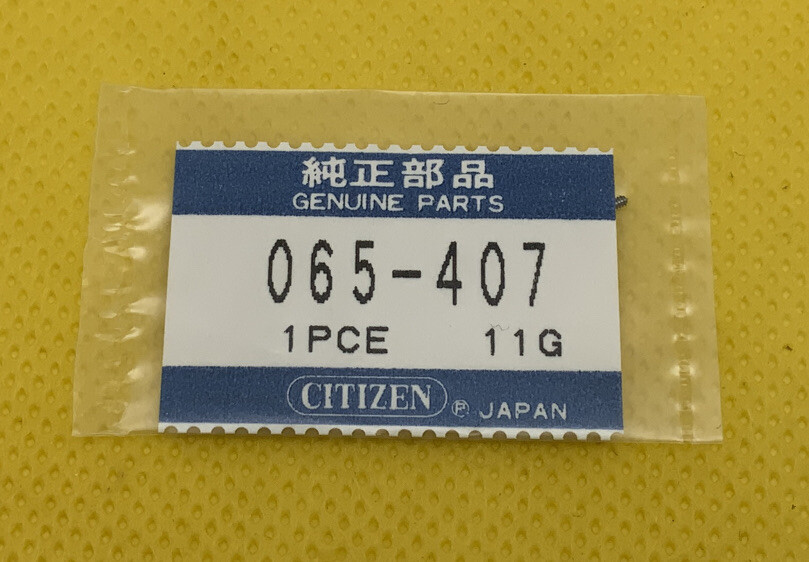 純正部品
GENUINE PARTS
065-407
1PCE 11G
CITIZEN ® JAPAN